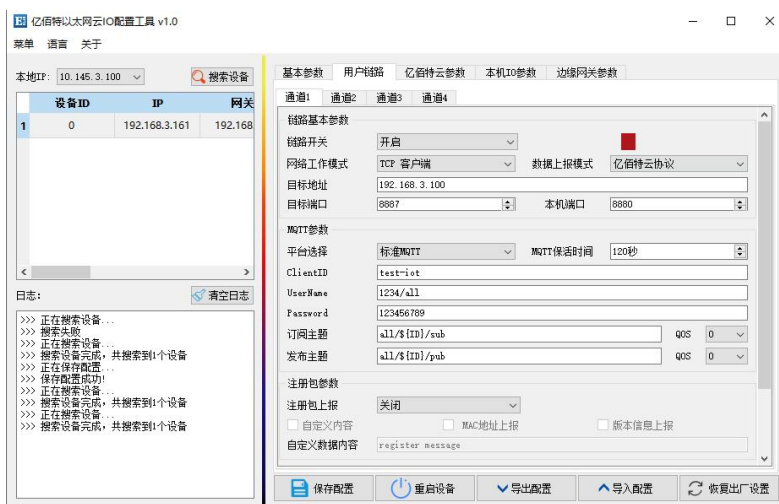 亿佰特以太网云IO配置工具 v1.0
菜单 语言 关于
本地IP: 10.145.3.100 搜索设备
设备ID IP 网关
1 0 192.168.3.161 192.168
日志: 清空日志
>>> 正在搜索设备...
>>> 搜索失败
>>> 正在搜索设备...
>>> 搜索设备完成，共搜索到1个设备
>>> 正在保存配置...
>>> 保存配置成功!
>>> 正在搜索设备...
>>> 搜索设备完成，共搜索到1个设备
>>> 正在搜索设备...
>>> 搜索设备完成，共搜索到1个设备
基本参数 用户链路 亿佰特云参数 本机IO参数 边缘网关参数
通道1 通道2 通道3 通道4
链路基本参数
链路开关 开启
网络工作模式 TCP 客户端 数据上报模式 亿佰特云协议
目标地址 192.168.3.100
目标端口 8887 本机端口 8880
MQTT参数
平台选择 标准MQTT MQTT保活时间 120秒
ClientID test-iot
UserName 1234/all
Password 123456789
订阅主题 all/${ID}/sub QOS 0
发布主题 all/${ID}/pub QOS 0
注册包参数
注册包上报 关闭
自定义内容 MAC地址上报 版本信息上报
自定义数据内容 register message
保存配置 重启设备 导出配置 导入配置 恢复出厂设置